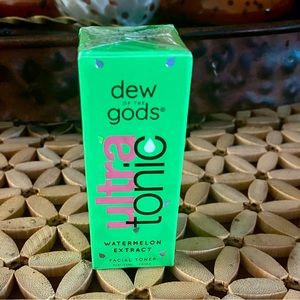 dew
OF THE
gods®
ultra
tonic
WATERMELON
EXTRACT
FACIAL TONER